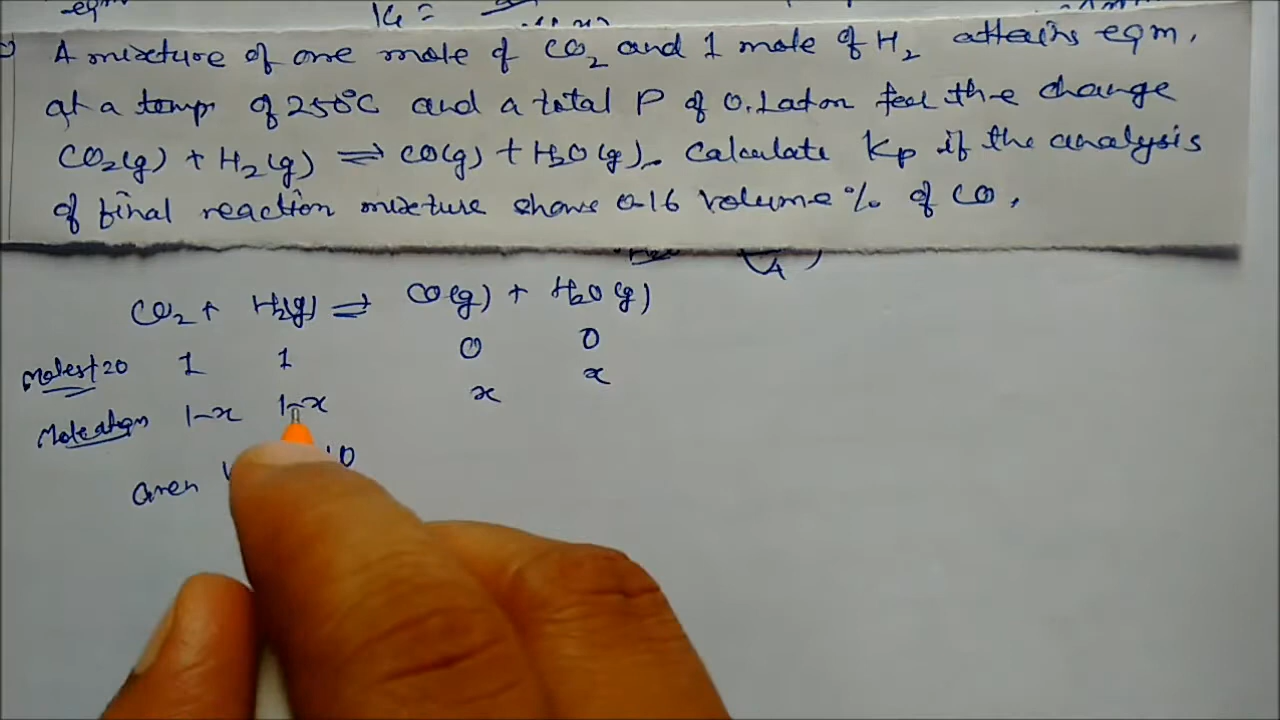 eqm K =
A mixture of one mole of CO₂ and 1 mole of H₂ attains eqm,
at a temp of 250°C and a total P of 0.1 atm for the change
CO₂(g) + H₂(g) ⇌ CO(g) + H₂O(g). Calculate Kp if the analysis
of final reaction mixture shows 0.16 volume % of CO.
CO₂ + H₂(g) ⇌ CO(g) + H₂O(g)
Moles t=0 1 1 0 0
Mole at eqm 1-x 1-x x x